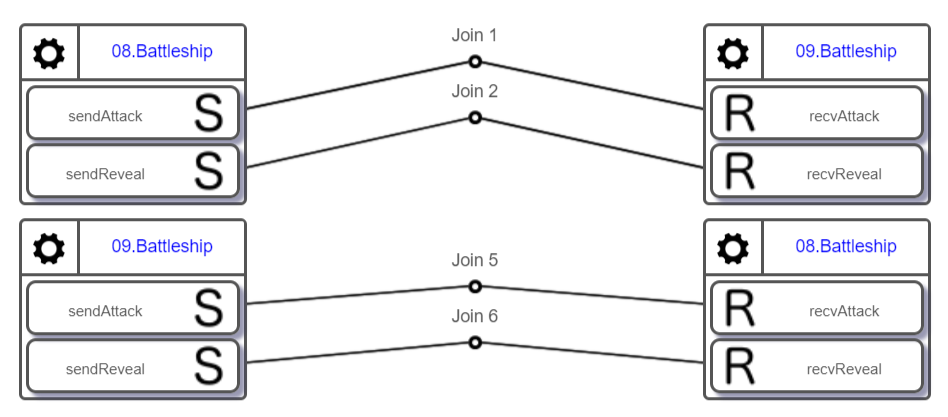 Join 1
08.Battleship
09.Battleship
Join 2
sendAttack S
R recvAttack
sendReveal S
R recvReveal
09.Battleship
08.Battleship
Join 5
sendAttack S
R recvAttack
Join 6
sendReveal S
R recvReveal